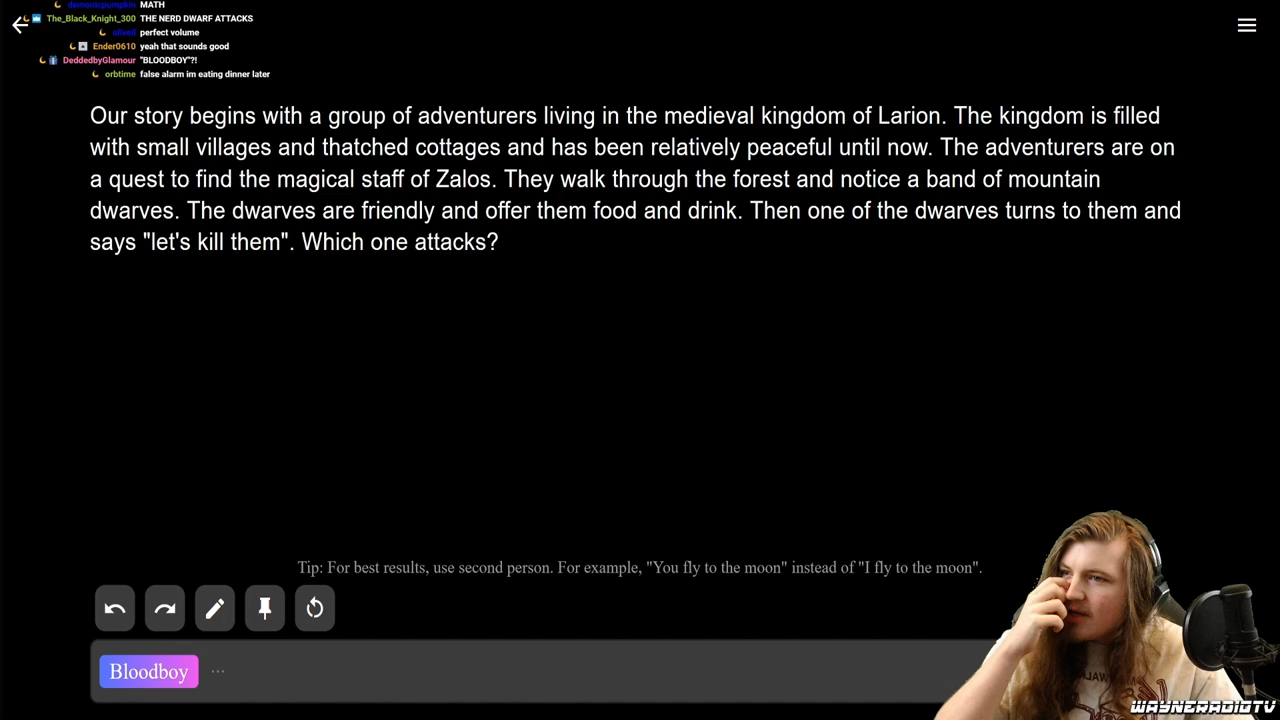 demonicpumpkin MATH
The_Black_Knight_300 THE NERD DWARF ATTACKS
perfect volume
Ender0610 yeah that sounds good
DeddedbyGlamour "BLOODBOY"?!
orbtime false alarm im eating dinner later
Our story begins with a group of adventurers living in the medieval kingdom of Larion. The kingdom is filled
with small villages and thatched cottages and has been relatively peaceful until now. The adventurers are on
a quest to find the magical staff of Zalos. They walk through the forest and notice a band of mountain
dwarves. The dwarves are friendly and offer them food and drink. Then one of the dwarves turns to them and
says "let's kill them". Which one attacks?
Tip: For best results, use second person. For example, "You fly to the moon" instead of "I fly to the moon".
Bloodboy ...
WAYNERADIOTV